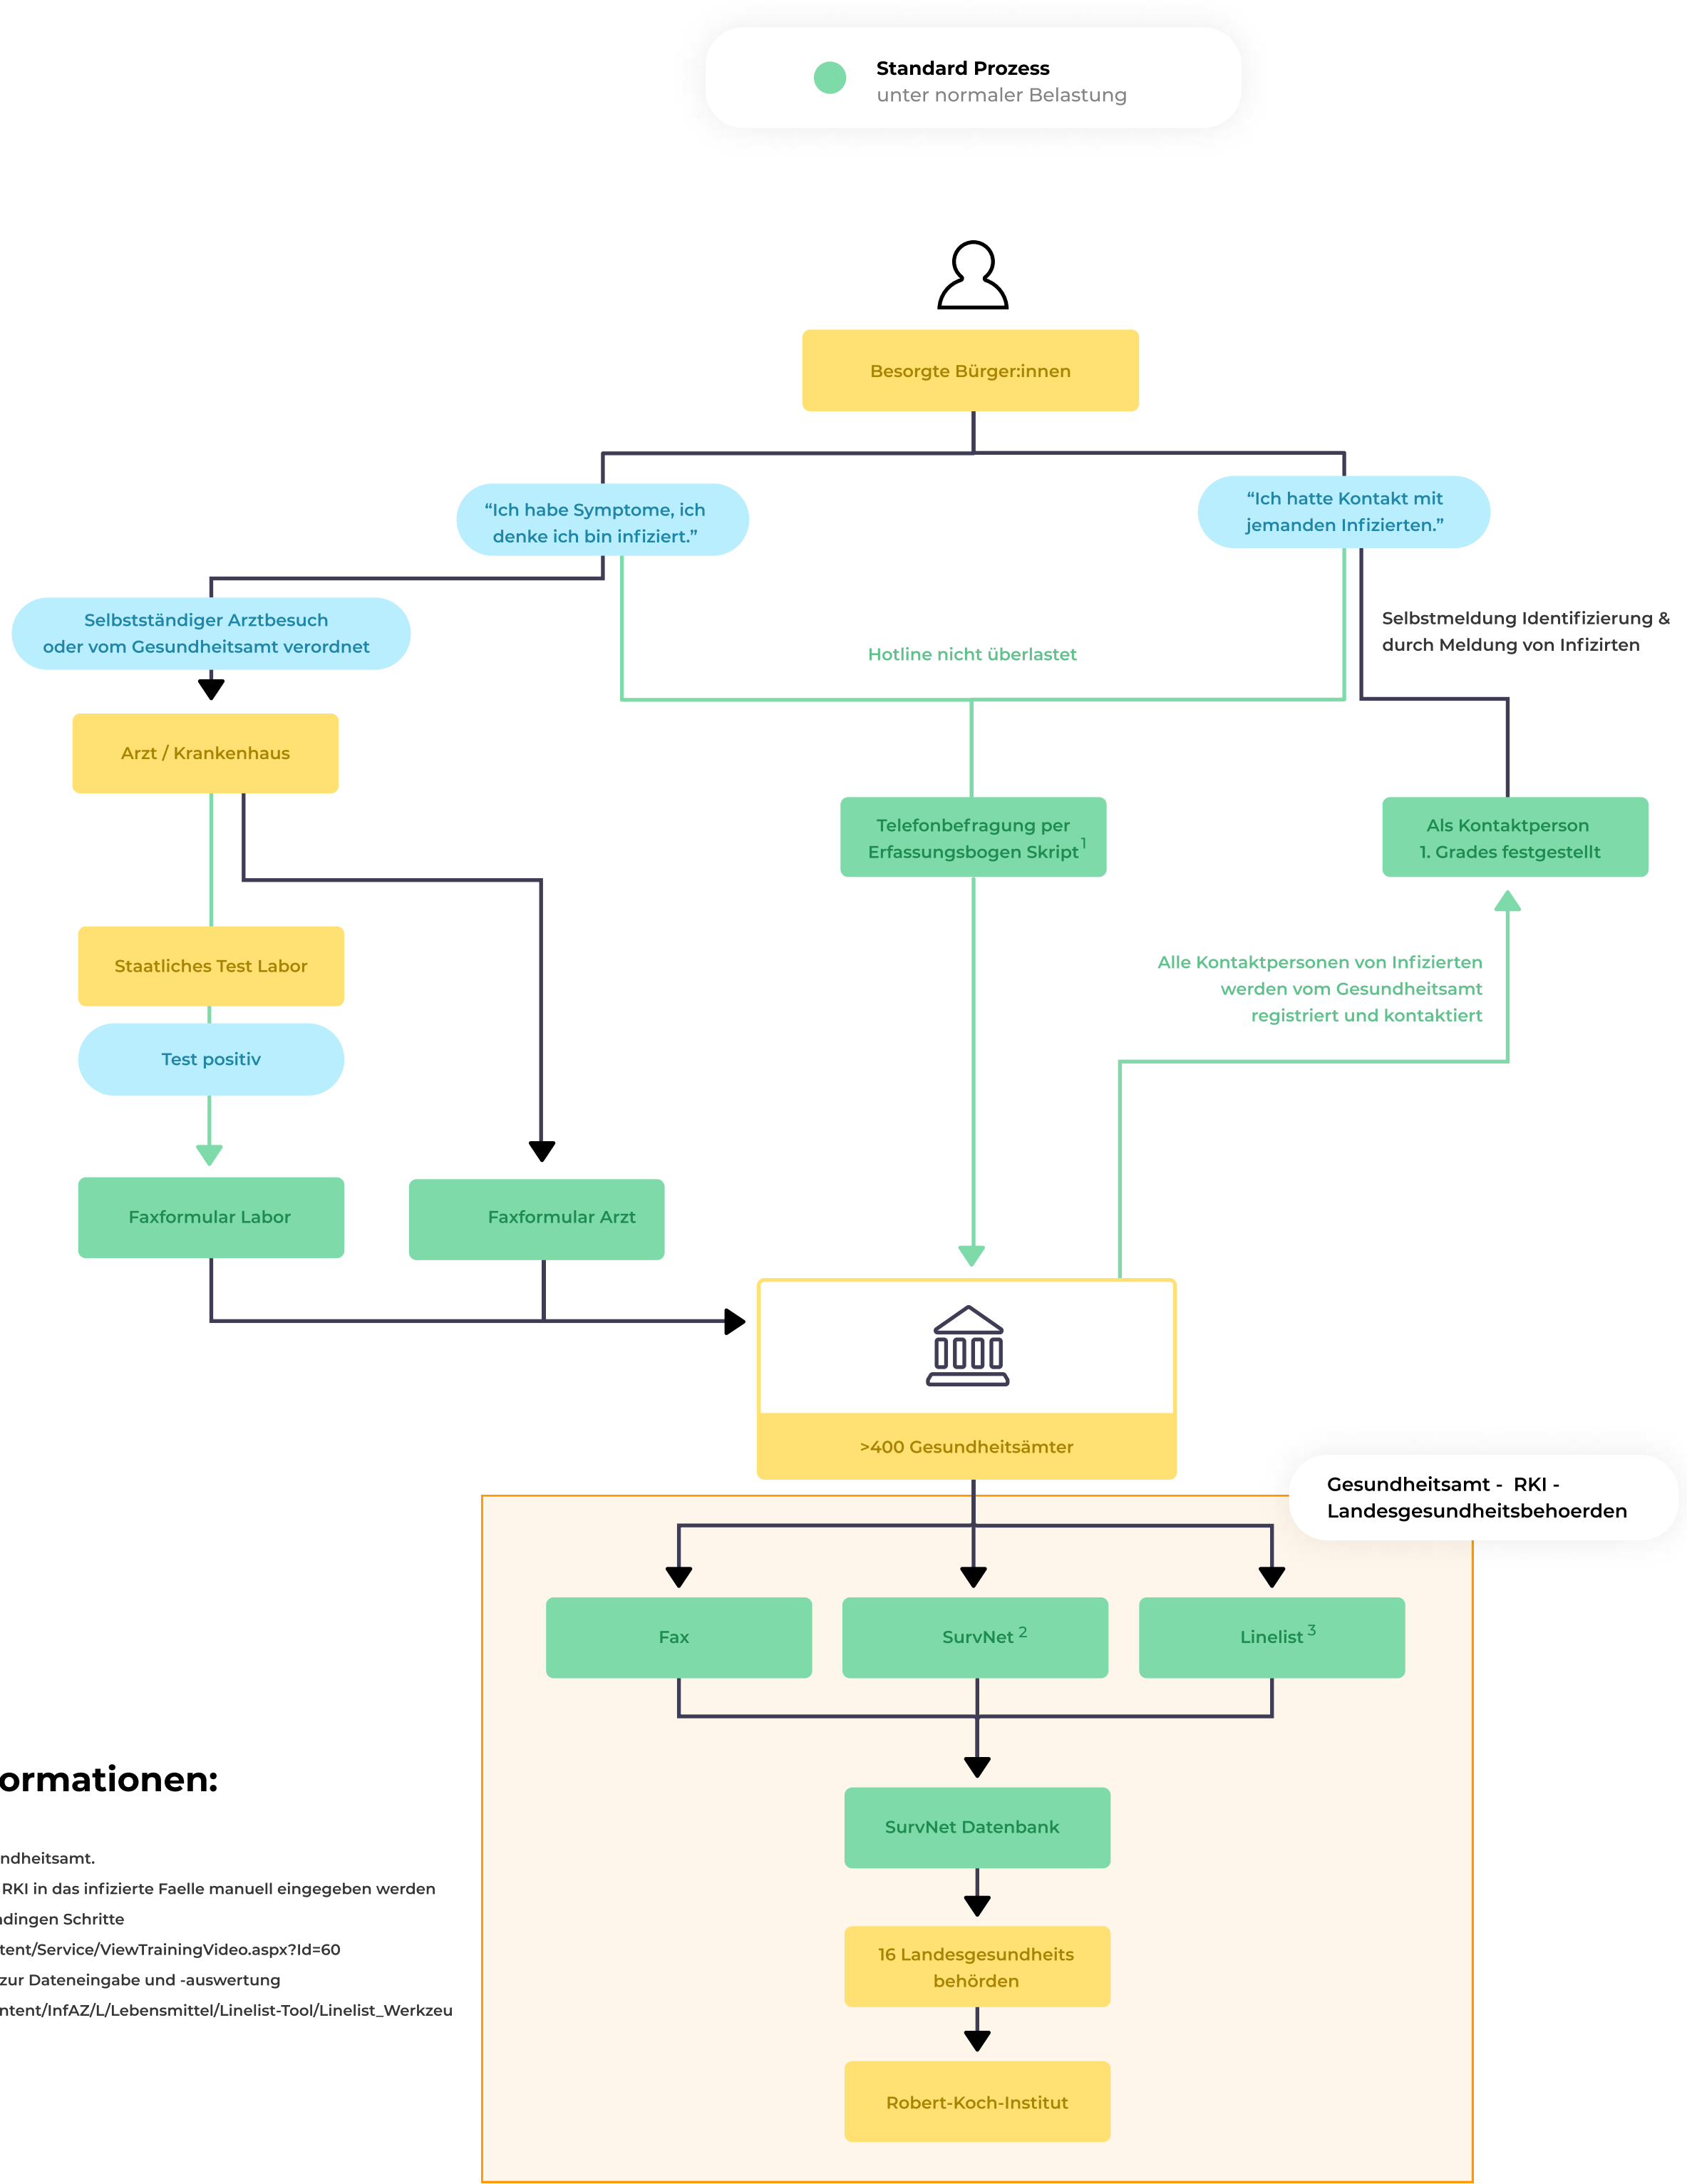 Standard Prozess
unter normaler Belastung
Besorgte Bürger:innen
“Ich habe Symptome, ich
denke ich bin infiziert.”
“Ich hatte Kontakt mit
jemanden Infizierten.”
Selbstständiger Arztbesuch
oder vom Gesundheitsamt verordnet
Hotline nicht überlastet
Selbstmeldung Identifizierung &
durch Meldung von Infizirten
Arzt / Krankenhaus
Telefonbefragung per
Erfassungsbogen Skript 1
Als Kontaktperson
1. Grades festgestellt
Staatliches Test Labor
Alle Kontaktpersonen von Infizierten
werden vom Gesundheitsamt
registriert und kontaktiert
Test positiv
Faxformular Labor
Faxformular Arzt
>400 Gesundheitsämter
Gesundheitsamt - RKI -
Landesgesundheitsbehoerden
Fax
SurvNet 2
Linelist 3
SurvNet Datenbank
16 Landesgesundheits
behörden
Robert-Koch-Institut
ormationen:
ndheitsamt.
RKI in das infizierte Faelle manuell eingegeben werden
ndingen Schritte
tent/Service/ViewTrainingVideo.aspx?Id=60
zur Dateneingabe und -auswertung
ntent/InfAZ/L/Lebensmittel/Linelist-Tool/Linelist_Werkzeu